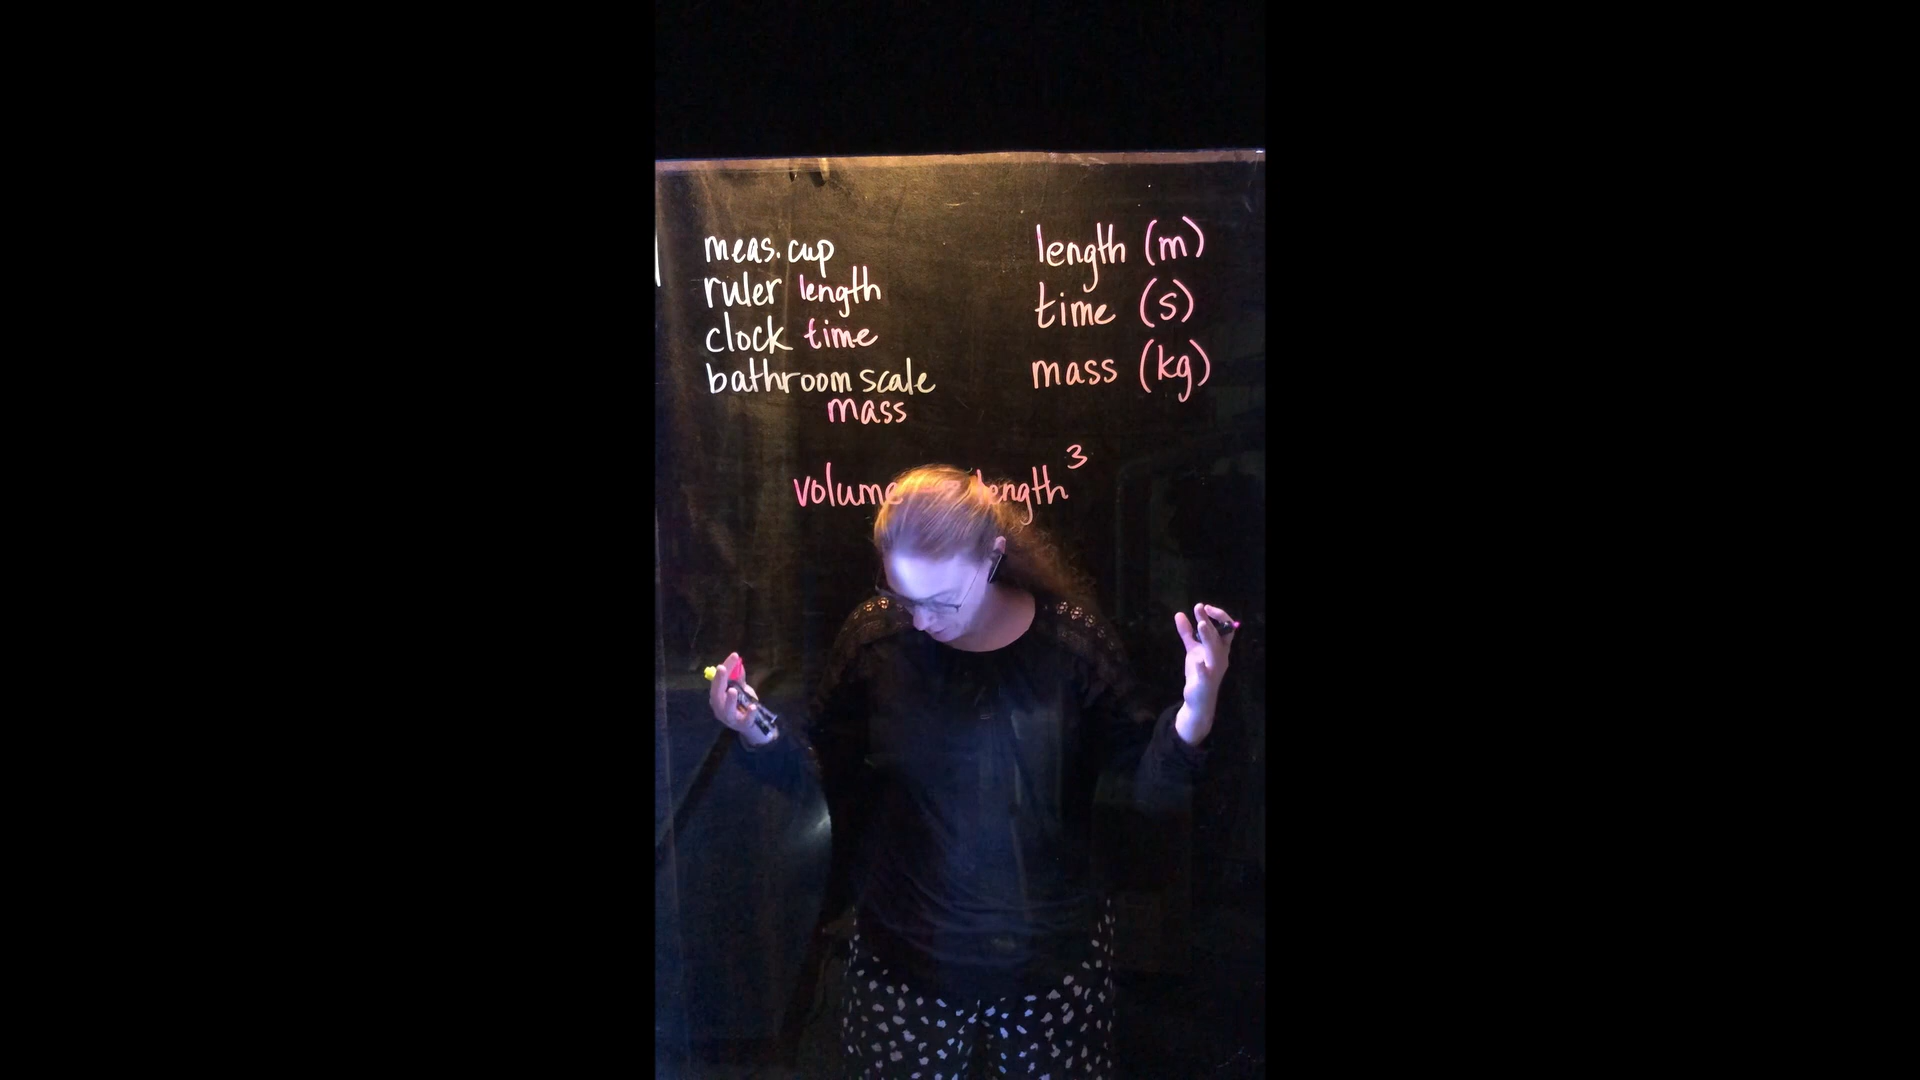 meas. cup
ruler length
clock time
bathroom scale
mass
length (m)
time (s)
mass (kg)
volume length³